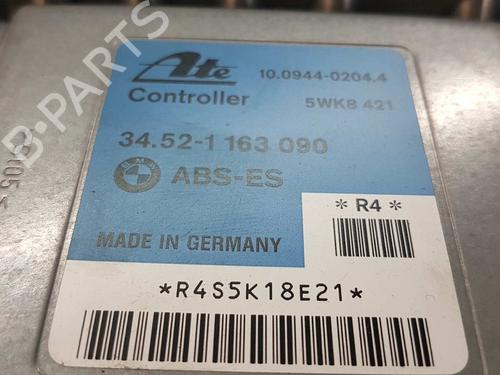 Ate
10.0944-0204.4
Controller
5WK8 421
34.52-1 163 090
BMW
ABS-ES
* R4 *
MADE IN GERMANY
*R4S5K18E21*
B-PARTS